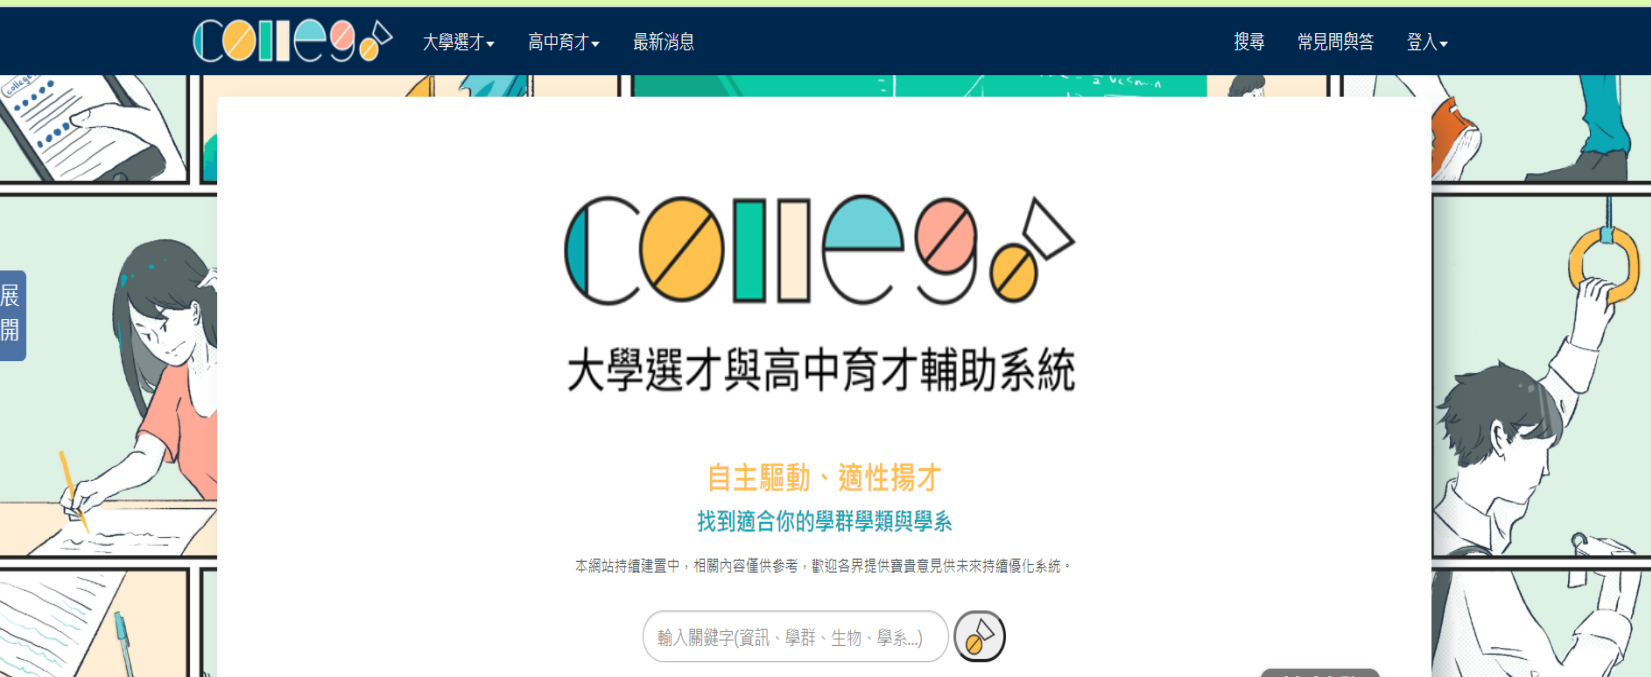 collego
大學選才
高中育才
最新消息
搜尋
常見問與答
登入
college
展開
collego
大學選才與高中育才輔助系統
自主驅動、適性揚才
找到適合你的學群學類與學系
本網站持續建置中，相關內容僅供參考，歡迎各界提供寶貴意見供未來持續優化系統。
輸入關鍵字(資訊、學群、生物、學系...)